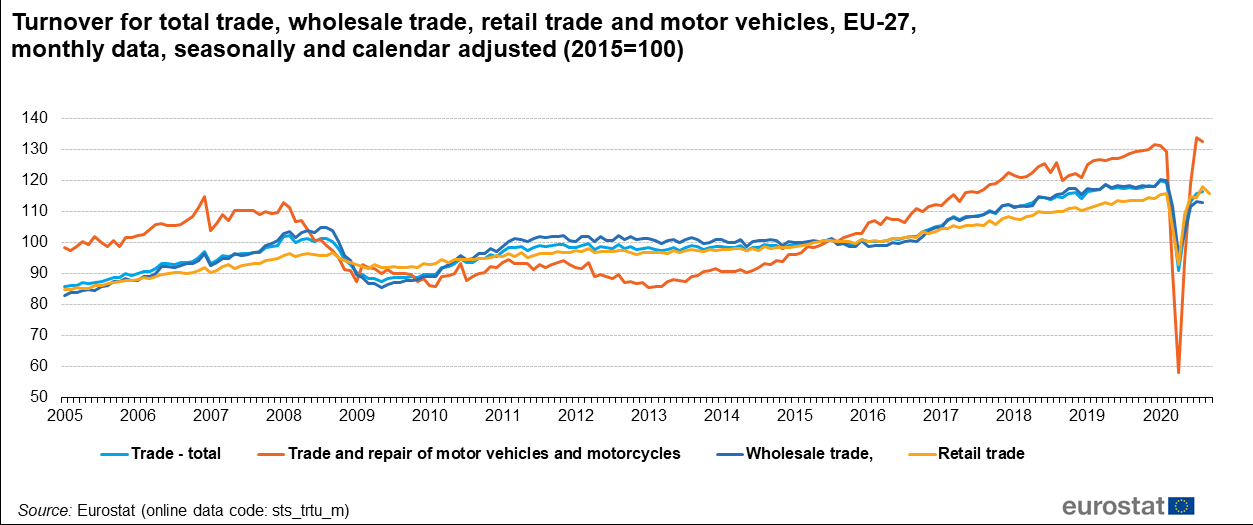 Turnover for total trade, wholesale trade, retail trade and motor vehicles, EU-27,
monthly data, seasonally and calendar adjusted (2015=100)
140
130
120
110
100
90
80
70
60
50
2005 2006 2007 2008 2009 2010 2011 2012 2013 2014 2015 2016 2017 2018 2019 2020
Trade - total Trade and repair of motor vehicles and motorcycles Wholesale trade, Retail trade
Source: Eurostat (online data code: sts_trtu_m)
eurostat